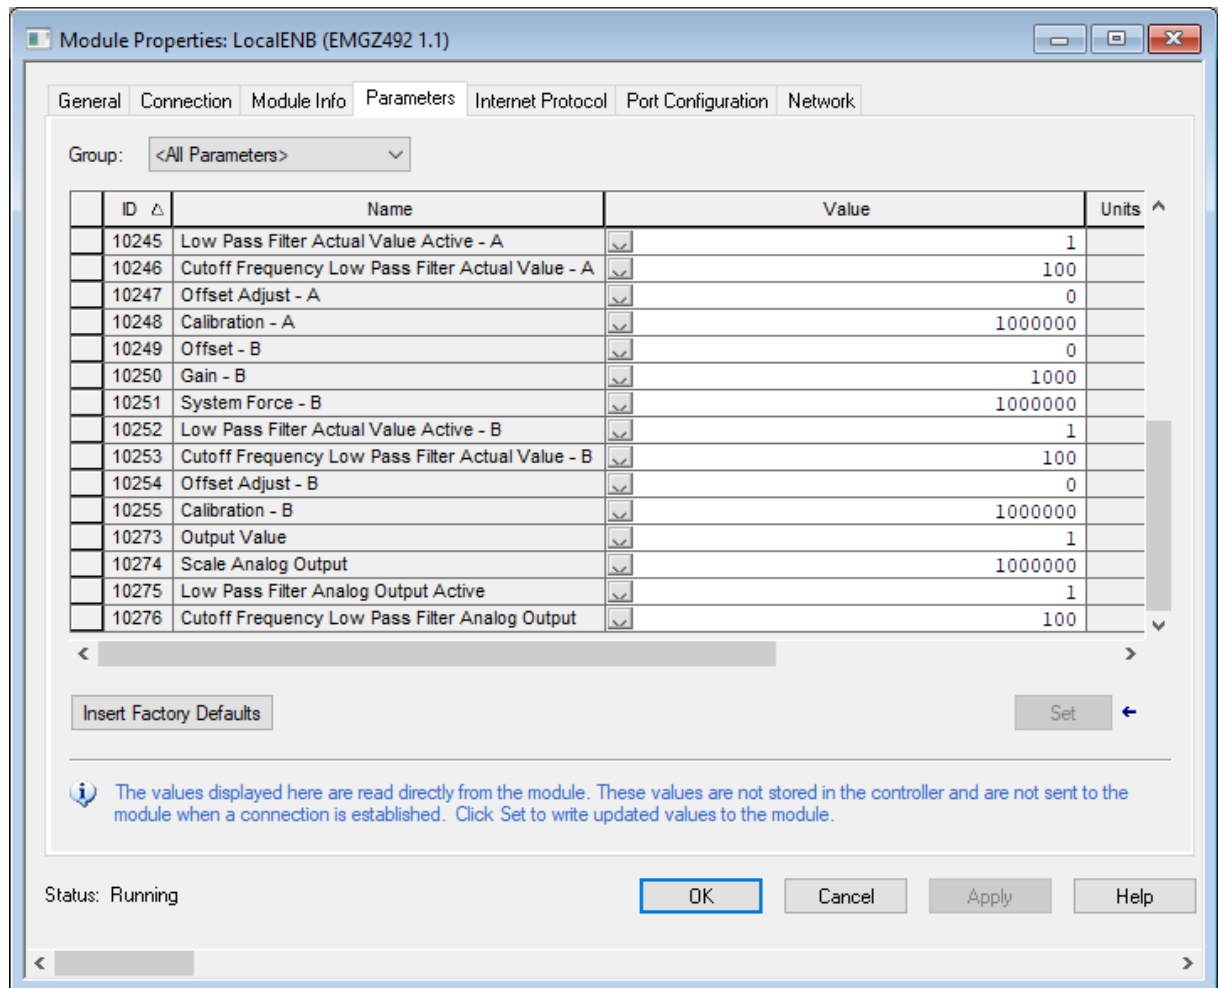 Module Properties: LocalENB (EMGZ492 1.1)
General Connection Module Info Parameters Internet Protocol Port Configuration Network
Group: <All Parameters>
ID Name Value Units
10245 Low Pass Filter Actual Value Active - A 1
10246 Cutoff Frequency Low Pass Filter Actual Value - A 100
10247 Offset Adjust - A 0
10248 Calibration - A 1000000
10249 Offset - B 0
10250 Gain - B 1000
10251 System Force - B 1000000
10252 Low Pass Filter Actual Value Active - B 1
10253 Cutoff Frequency Low Pass Filter Actual Value - B 100
10254 Offset Adjust - B 0
10255 Calibration - B 1000000
10273 Output Value 1
10274 Scale Analog Output 1000000
10275 Low Pass Filter Analog Output Active 1
10276 Cutoff Frequency Low Pass Filter Analog Output 100
Insert Factory Defaults Set
The values displayed here are read directly from the module. These values are not stored in the controller and are not sent to the
module when a connection is established. Click Set to write updated values to the module.
Status: Running OK Cancel Apply Help